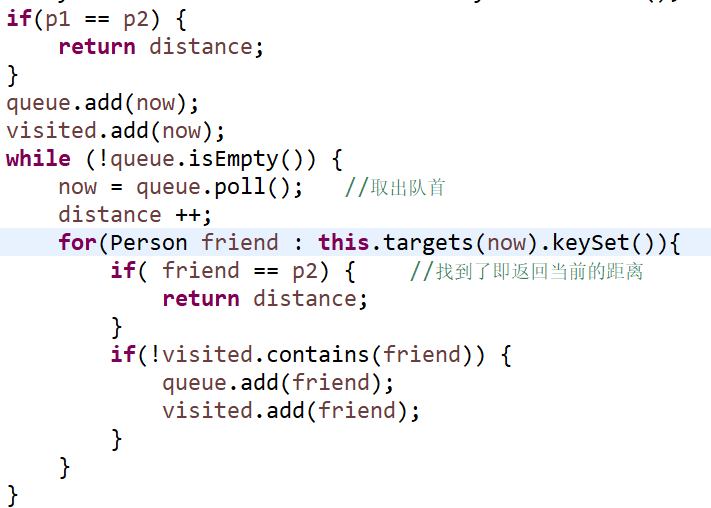 if(p1 == p2) {
    return distance;
}
queue.add(now);
visited.add(now);
while (!queue.isEmpty()) {
    now = queue.poll();   //取出队首
    distance ++;
    for(Person friend : this.targets(now).keySet()){
        if( friend == p2) {    //找到了即返回当前的距离
            return distance;
        }
        if(!visited.contains(friend)) {
            queue.add(friend);
            visited.add(friend);
        }
    }
}